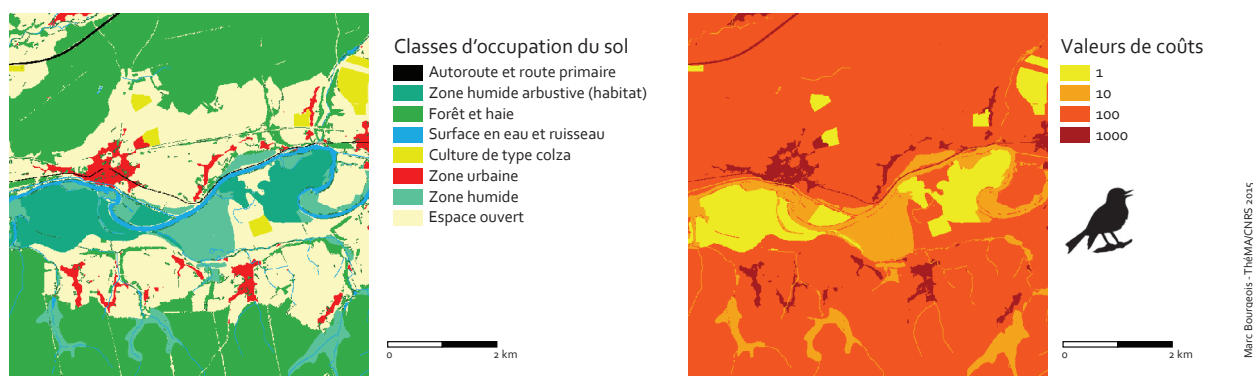 Classes d'occupation du sol
Autoroute et route primaire
Zone humide arbustive (habitat)
Forêt et haie
Surface en eau et ruisseau
Culture de type colza
Zone urbaine
Zone humide
Espace ouvert
0 2 km
Valeurs de coûts
1
10
100
1000
0 2 km
Marc Bourgeois - ThéMA/CNRS 2015